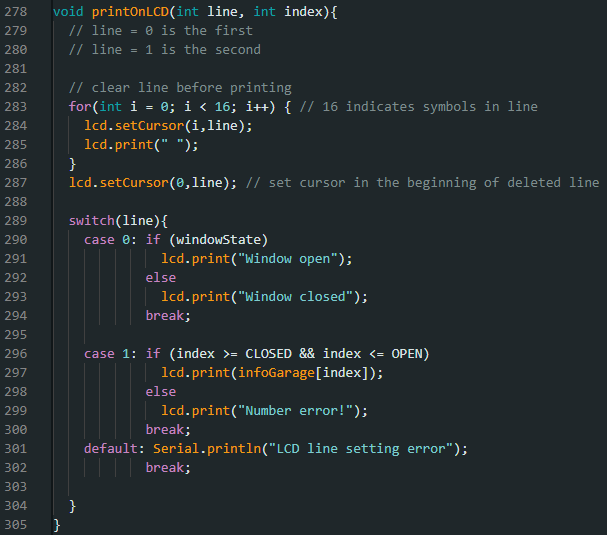 278 void printOnLCD(int line, int index){
279   // line = 0 is the first
280   // line = 1 is the second
281
282   // clear line before printing
283   for(int i = 0; i < 16; i++) { // 16 indicates symbols in line
284     lcd.setCursor(i,line);
285     lcd.print(" ");
286   }
287   lcd.setCursor(0,line); // set cursor in the beginning of deleted line
288
289   switch(line){
290     case 0: if (windowState)
291               lcd.print("Window open");
292             else
293               lcd.print("Window closed");
294             break;
295
296     case 1: if (index >= CLOSED && index <= OPEN)
297               lcd.print(infoGarage[index]);
298             else
299               lcd.print("Number error!");
300             break;
301     default: Serial.println("LCD line setting error");
302             break;
303
304   }
305 }